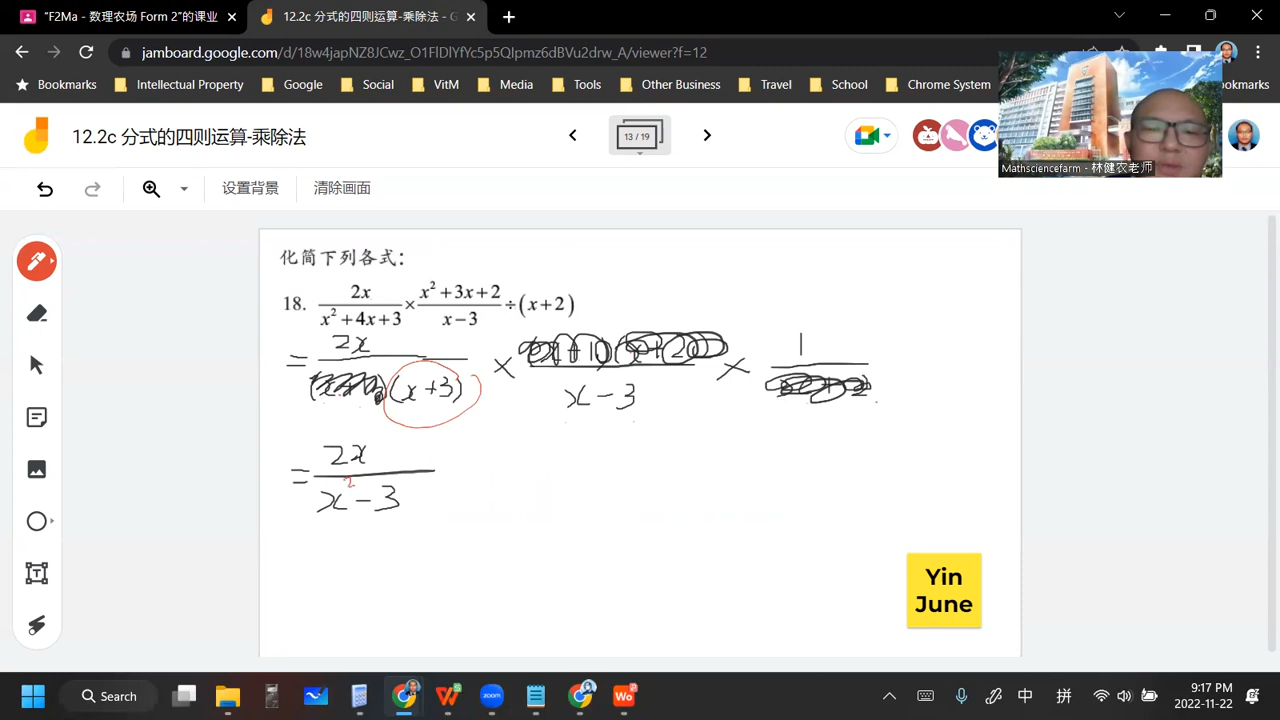 "F2Ma - 数理农场 Form 2"的课业
12.2c 分式的四则运算-乘除法 - G
jamboard.google.com/d/18w4japNZ8JCwz_O1FlDlYfYc5p5QIpmz6dBVu2drw_A/viewer?f=12
Bookmarks Intellectual Property Google Social Vith Media Tools Other Business Travel School Chrome System
ookmarks
12.2c 分式的四则运算-乘除法
13 / 19
Mathsciencefarm - 林健农老师
设置背景 清除画面
化简下列各式：
18. 2x/(x²+4x+3) × (x²+3x+2)/(x−3) ÷ (x+2)
= 2x/(x+3) × (x+1)(x+2)/(x−3) × 1/
= 2x/(x²−3)
Yin
June
Search
中 拼
9:17 PM
2022-11-22